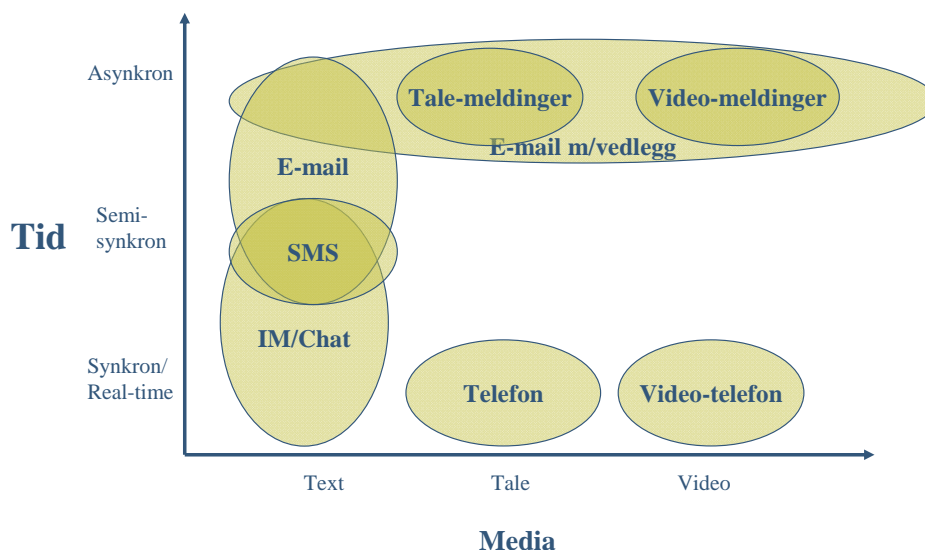 Asynkron
Tale-meldinger
Video-meldinger
E-mail m/vedlegg
E-mail
Semi-
synkron
Tid
SMS
IM/Chat
Synkron/
Real-time
Telefon
Video-telefon
Text
Tale
Video
Media